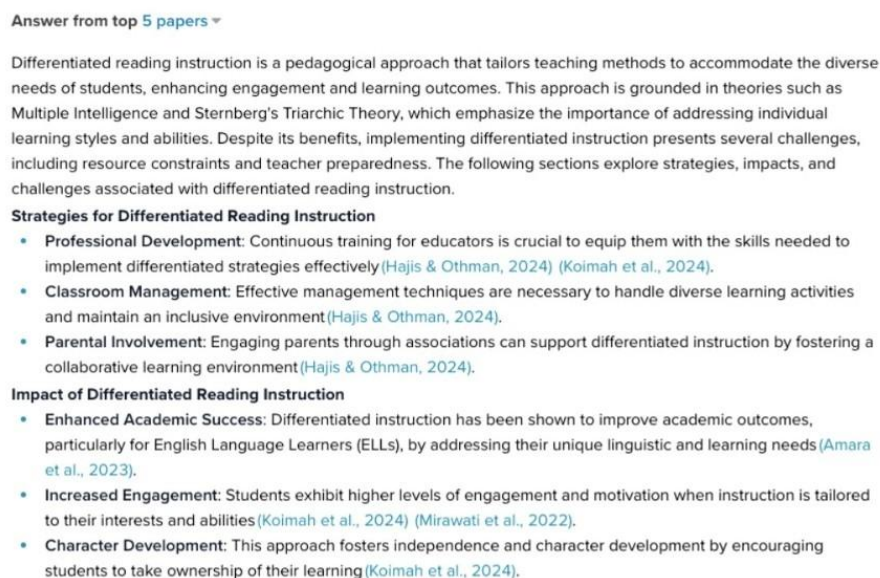 Answer from top 5 papers
Differentiated reading instruction is a pedagogical approach that tailors teaching methods to accommodate the diverse
needs of students, enhancing engagement and learning outcomes. This approach is grounded in theories such as
Multiple Intelligence and Sternberg's Triarchic Theory, which emphasize the importance of addressing individual
learning styles and abilities. Despite its benefits, implementing differentiated instruction presents several challenges,
including resource constraints and teacher preparedness. The following sections explore strategies, impacts, and
challenges associated with differentiated reading instruction.
Strategies for Differentiated Reading Instruction
• Professional Development: Continuous training for educators is crucial to equip them with the skills needed to
implement differentiated strategies effectively(Hajis & Othman, 2024) (Koimah et al., 2024).
• Classroom Management: Effective management techniques are necessary to handle diverse learning activities
and maintain an inclusive environment(Hajis & Othman, 2024).
• Parental Involvement: Engaging parents through associations can support differentiated instruction by fostering a
collaborative learning environment(Hajis & Othman, 2024).
Impact of Differentiated Reading Instruction
• Enhanced Academic Success: Differentiated instruction has been shown to improve academic outcomes,
particularly for English Language Learners (ELLs), by addressing their unique linguistic and learning needs(Amara
et al., 2023).
• Increased Engagement: Students exhibit higher levels of engagement and motivation when instruction is tailored
to their interests and abilities(Koimah et al., 2024) (Mirawati et al., 2022).
• Character Development: This approach fosters independence and character development by encouraging
students to take ownership of their learning(Koimah et al., 2024).